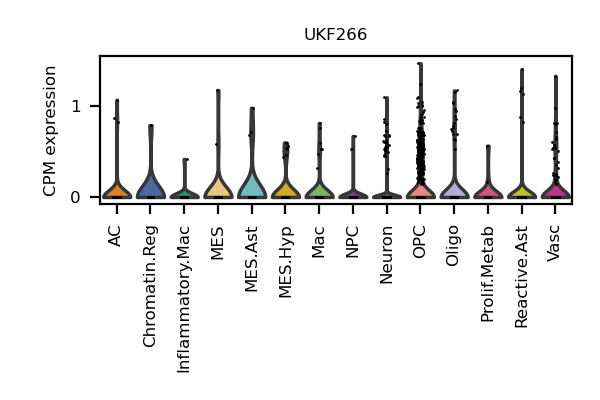 UKF266
CPM expression
1
0
AC
Chromatin.Reg
Inflammatory.Mac
MES
MES.Ast
MES.Hyp
Mac
NPC
Neuron
OPC
Oligo
Prolif.Metab
Reactive.Ast
Vasc